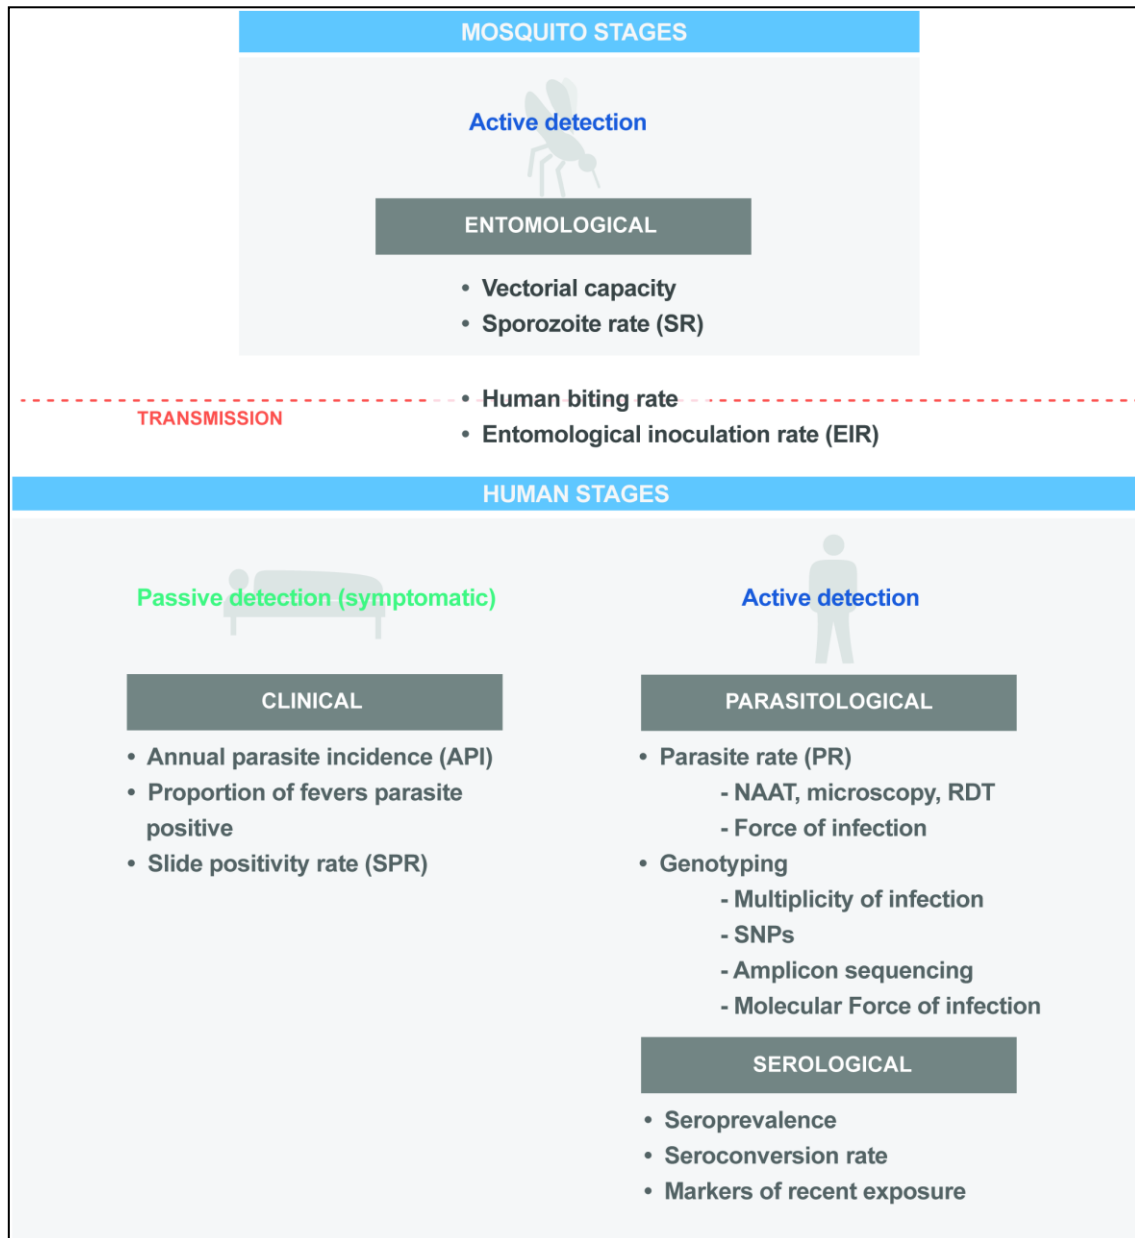 MOSQUITO STAGES
Active detection
ENTOMOLOGICAL
• Vectorial capacity
• Sporozoite rate (SR)
• Human biting rate
TRANSMISSION
• Entomological inoculation rate (EIR)
HUMAN STAGES
Passive detection (symptomatic)
CLINICAL
• Annual parasite incidence (API)
• Proportion of fevers parasite
positive
• Slide positivity rate (SPR)
Active detection
PARASITOLOGICAL
• Parasite rate (PR)
- NAAT, microscopy, RDT
- Force of infection
• Genotyping
- Multiplicity of infection
- SNPs
- Amplicon sequencing
- Molecular Force of infection
SEROLOGICAL
• Seroprevalence
• Seroconversion rate
• Markers of recent exposure